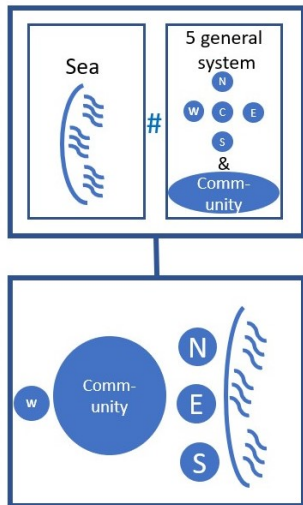 Sea
#
5 general
system
N
W C E
S
&
Comm-
unity
W
Comm-
unity
N
E
S